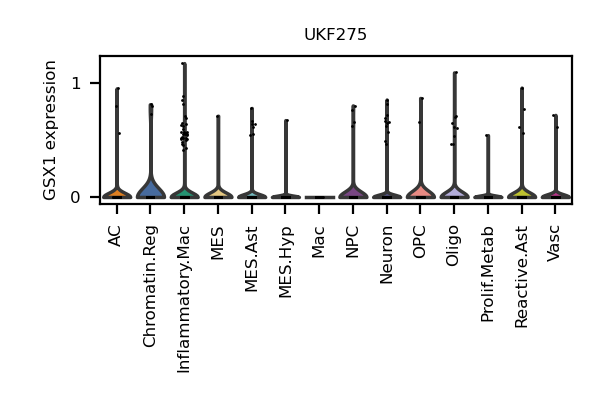 UKF275
GSX1 expression
1
0
AC
Chromatin.Reg
Inflammatory.Mac
MES
MES.Ast
MES.Hyp
Mac
NPC
Neuron
OPC
Oligo
Prolif.Metab
Reactive.Ast
Vasc